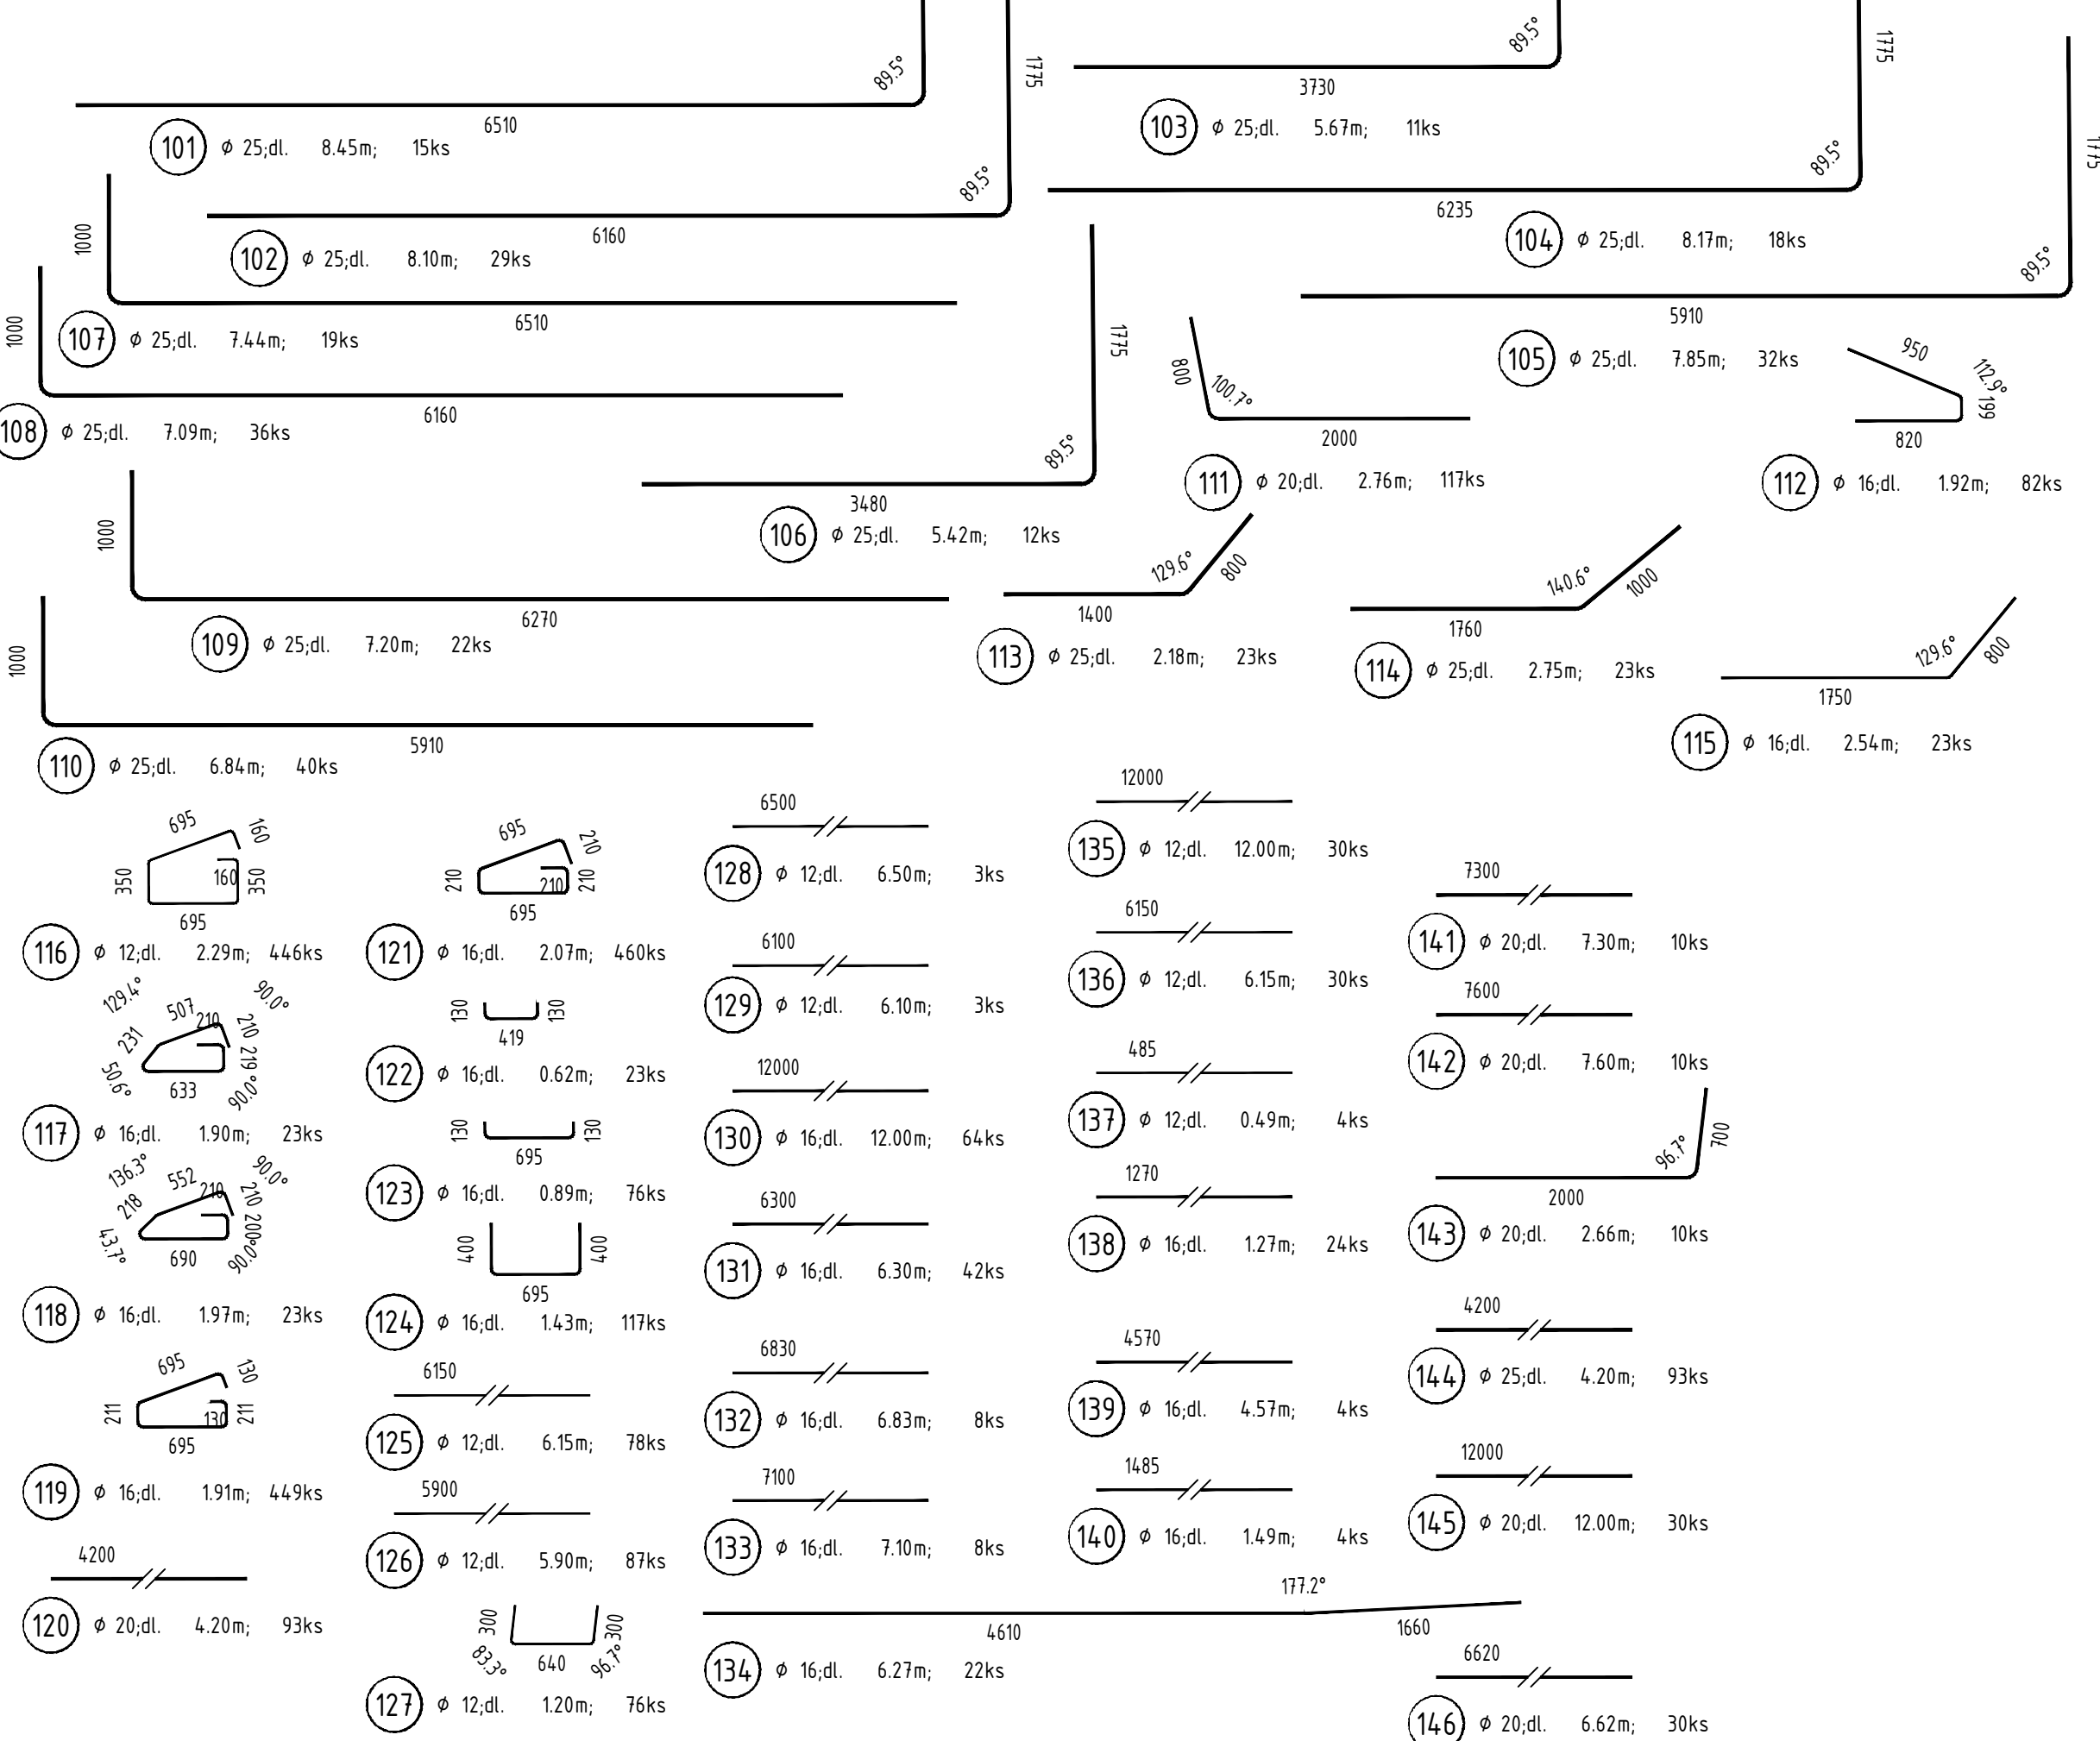 89.5°
6510
101 ϕ 25;dl. 8.45m; 15ks
1775
89.5°
6160
102 ϕ 25;dl. 8.10m; 29ks
89.5°
3730
103 ϕ 25;dl. 5.67m; 11ks
1775
89.5°
6235
104 ϕ 25;dl. 8.17m; 18ks
1775
89.5°
5910
105 ϕ 25;dl. 7.85m; 32ks
1000
6510
107 ϕ 25;dl. 7.44m; 19ks
1000
6160
108 ϕ 25;dl. 7.09m; 36ks
1775
89.5°
3480
106 ϕ 25;dl. 5.42m; 12ks
800
100.7°
2000
111 ϕ 20;dl. 2.76m; 117ks
950
112.9°
199
820
112 ϕ 16;dl. 1.92m; 82ks
1000
6270
109 ϕ 25;dl. 7.20m; 22ks
129.6°
800
1400
113 ϕ 25;dl. 2.18m; 23ks
140.6°
1000
1760
114 ϕ 25;dl. 2.75m; 23ks
129.6°
800
1750
115 ϕ 16;dl. 2.54m; 23ks
1000
5910
110 ϕ 25;dl. 6.84m; 40ks
695
160
350
160
350
695
116 ϕ 12;dl. 2.29m; 446ks
129.4°
90.0°
507
210
210
231
219
50.6°
90.0°
633
117 ϕ 16;dl. 1.90m; 23ks
136.3°
90.0°
552
210
210
218
200
43.7°
90.0°
690
118 ϕ 16;dl. 1.97m; 23ks
695
130
211
130
211
695
119 ϕ 16;dl. 1.91m; 449ks
4200
120 ϕ 20;dl. 4.20m; 93ks
695
210
210
210
210
695
121 ϕ 16;dl. 2.07m; 460ks
130
130
419
122 ϕ 16;dl. 0.62m; 23ks
130
130
695
123 ϕ 16;dl. 0.89m; 76ks
400
400
695
124 ϕ 16;dl. 1.43m; 117ks
6150
125 ϕ 12;dl. 6.15m; 78ks
5900
126 ϕ 12;dl. 5.90m; 87ks
300
300
83.3°
96.7°
640
127 ϕ 12;dl. 1.20m; 76ks
6500
128 ϕ 12;dl. 6.50m; 3ks
6100
129 ϕ 12;dl. 6.10m; 3ks
12000
130 ϕ 16;dl. 12.00m; 64ks
6300
131 ϕ 16;dl. 6.30m; 42ks
6830
132 ϕ 16;dl. 6.83m; 8ks
7100
133 ϕ 16;dl. 7.10m; 8ks
177.2°
4610
1660
134 ϕ 16;dl. 6.27m; 22ks
12000
135 ϕ 12;dl. 12.00m; 30ks
6150
136 ϕ 12;dl. 6.15m; 30ks
485
137 ϕ 12;dl. 0.49m; 4ks
1270
138 ϕ 16;dl. 1.27m; 24ks
4570
139 ϕ 16;dl. 4.57m; 4ks
1485
140 ϕ 16;dl. 1.49m; 4ks
7300
141 ϕ 20;dl. 7.30m; 10ks
7600
142 ϕ 20;dl. 7.60m; 10ks
96.7°
700
2000
143 ϕ 20;dl. 2.66m; 10ks
4200
144 ϕ 25;dl. 4.20m; 93ks
12000
145 ϕ 20;dl. 12.00m; 30ks
6620
146 ϕ 20;dl. 6.62m; 30ks